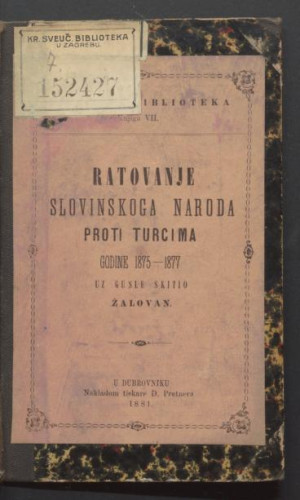 KR. SVEUČ. BIBLIOTEKA
U ZAGREBU.
7
152427
BIBLIOTEKA
VII.
RATOVANJE
SLOVINSKOGA NARODA
PROTI TURCIMA
GODINE 1875—1877
UZ GUSLE SKITIO
ŽALOVAN.
U DUBROVNIKU
Nakladom tiskare D. Pretnera
1881.